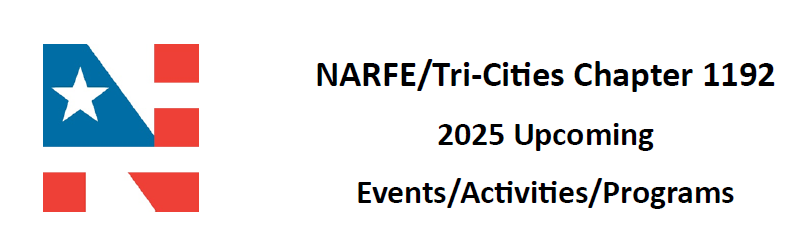 NARFE/Tri-Cities Chapter 1192
2025 Upcoming
Events/Activities/Programs